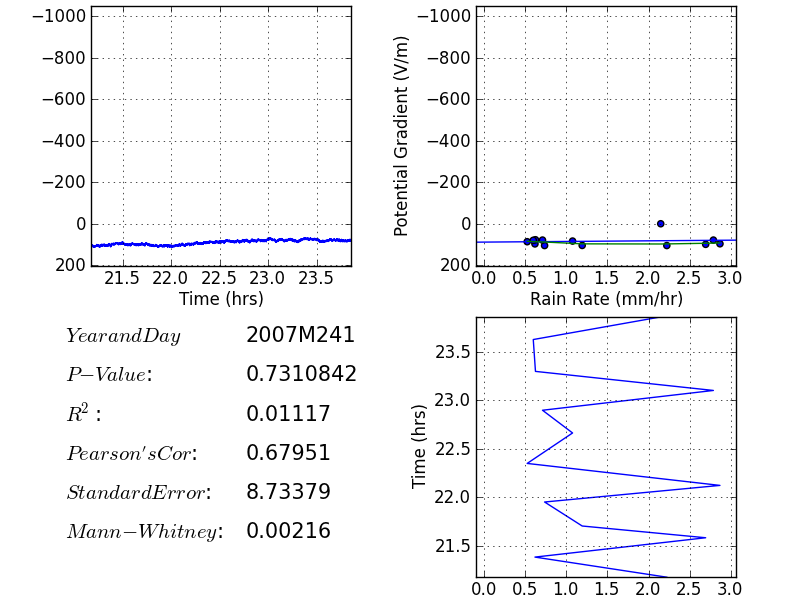 −1000
−800
−600
−400
−200
0
200
21.5 22.0 22.5 23.0 23.5
Time (hrs)
Potential Gradient (V/m)
−1000
−800
−600
−400
−200
0
200
0.0 0.5 1.0 1.5 2.0 2.5 3.0
Rain Rate (mm/hr)
YearandDay 2007M241
P−Value: 0.7310842
R²: 0.01117
Pearson'sCor: 0.67951
StandardError: 8.73379
Mann−Whitney: 0.00216
Time (hrs)
23.5
23.0
22.5
22.0
21.5
0.0 0.5 1.0 1.5 2.0 2.5 3.0